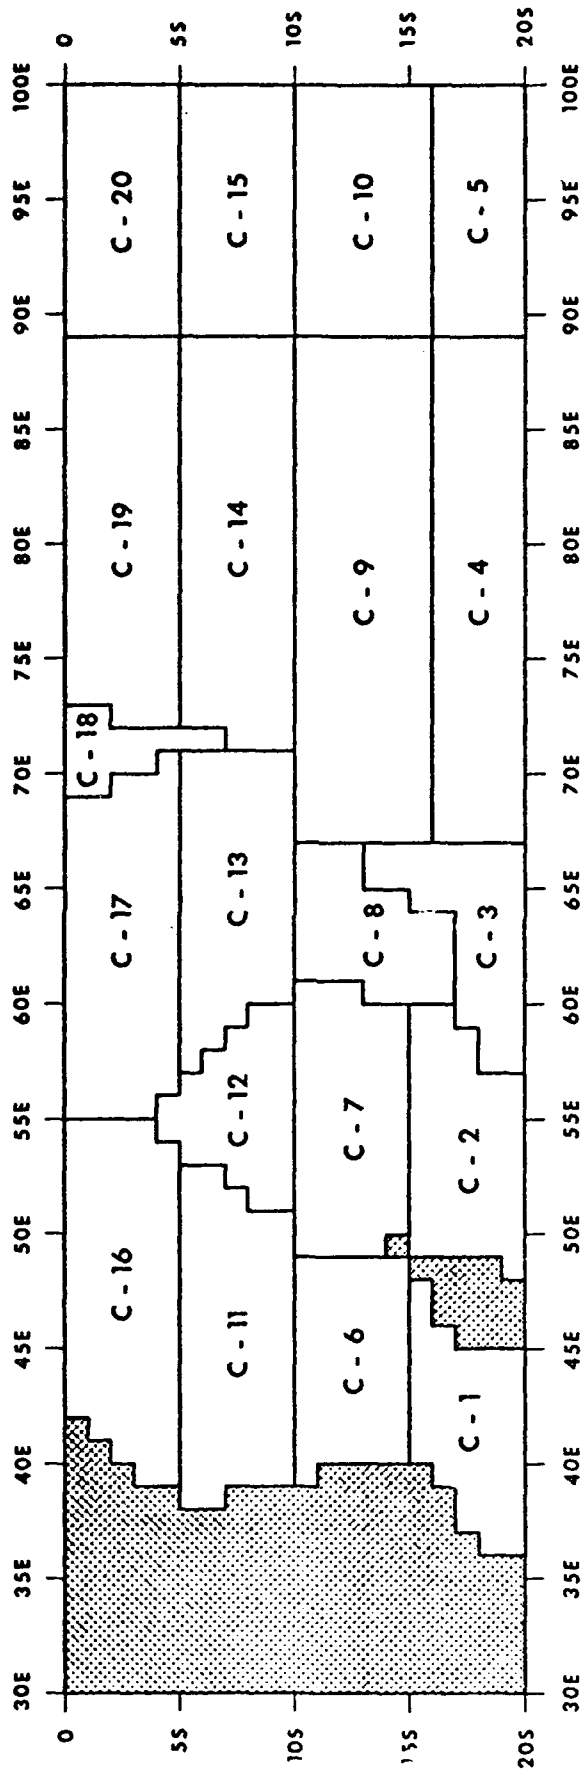 30E 35E 40E 45E 50E 55E 60E 65E 70E 75E 80E 85E 90E 95E 100E
0 0
C - 18
C - 16 C - 17 C - 19 C - 20
5S 5S
C - 11 C - 12 C - 13 C - 14 C - 15
10S 10S
C - 6 C - 7 C - 8 C - 9 C - 10
15S 15S
C - 1 C - 2 C - 3 C - 4 C - 5
20S 20S
30E 35E 40E 45E 50E 55E 60E 65E 70E 75E 80E 85E 90E 95E 100E